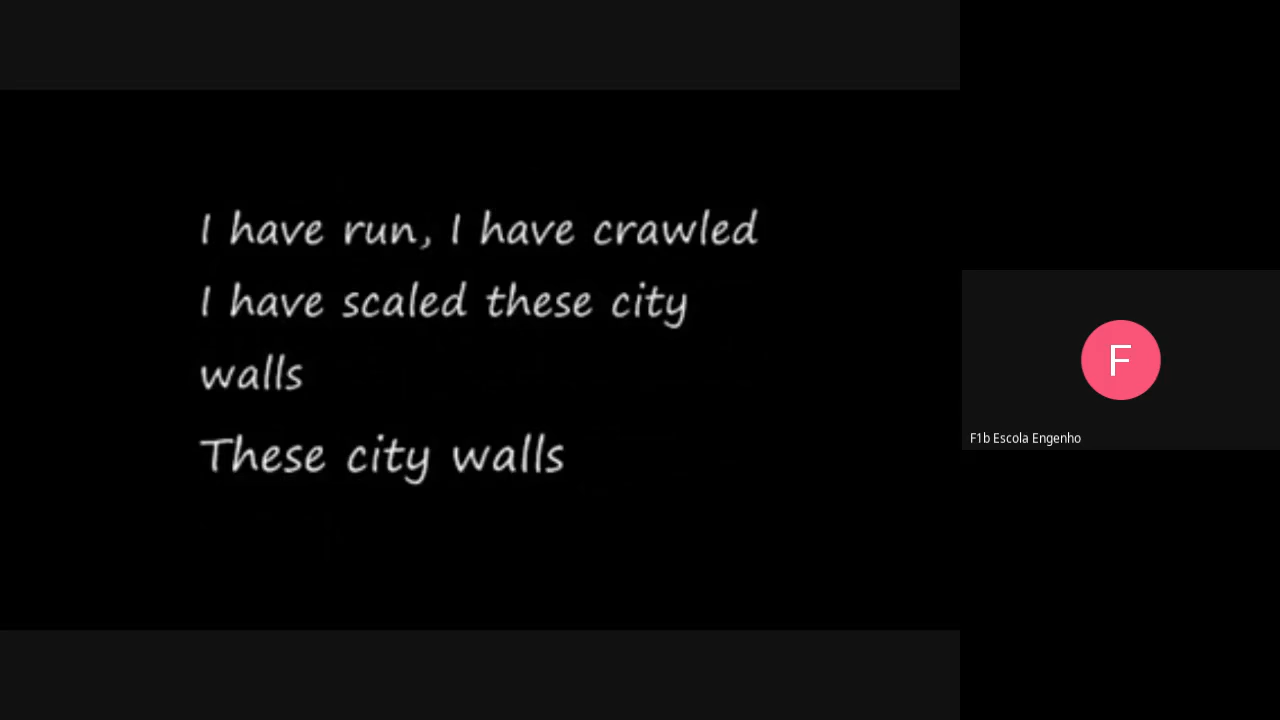 I have run, I have crawled
I have scaled these city
walls
These city walls
F
F1b Escola Engenho